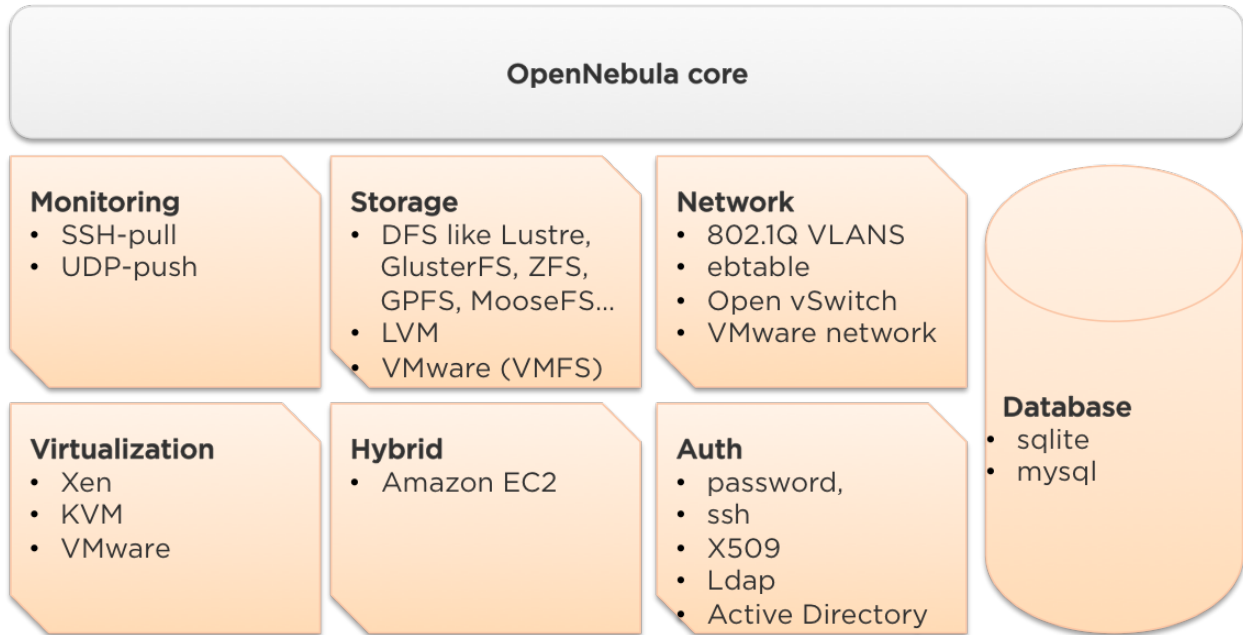 OpenNebula core
Monitoring
• SSH-pull
• UDP-push
Storage
• DFS like Lustre,
GlusterFS, ZFS,
GPFS, MooseFS...
• LVM
• VMware (VMFS)
Network
• 802.1Q VLANS
• ebtable
• Open vSwitch
• VMware network
Virtualization
• Xen
• KVM
• VMware
Hybrid
• Amazon EC2
Auth
• password,
• ssh
• X509
• Ldap
• Active Directory
Database
• sqlite
• mysql